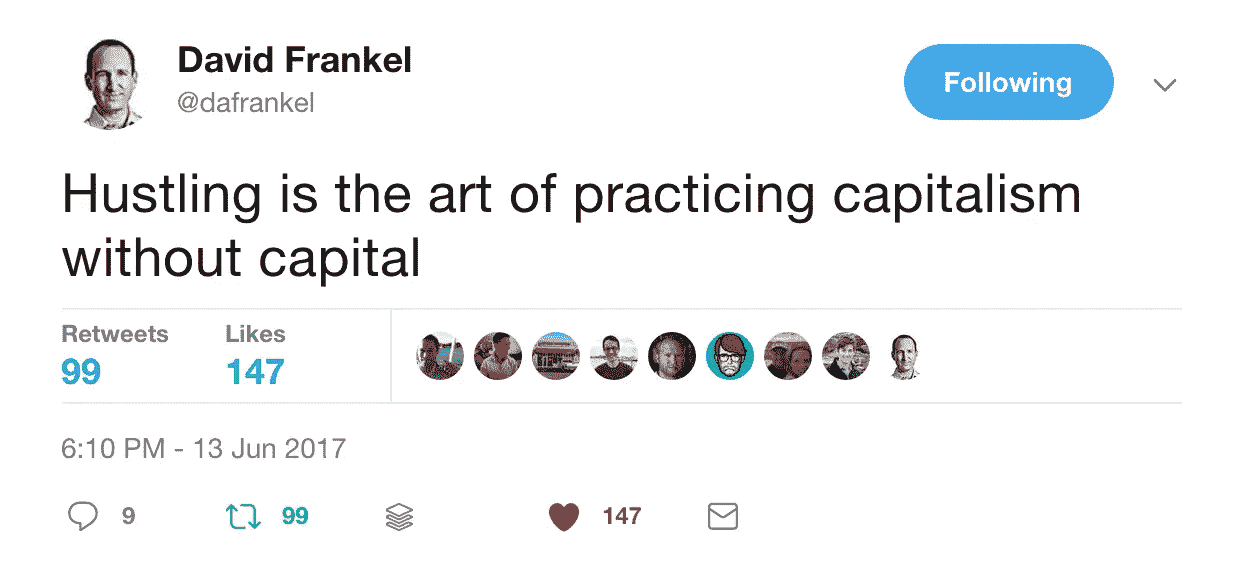 David Frankel
@dafrankel
Following
Hustling is the art of practicing capitalism
without capital
Retweets Likes
99 147
6:10 PM - 13 Jun 2017
9 99 147